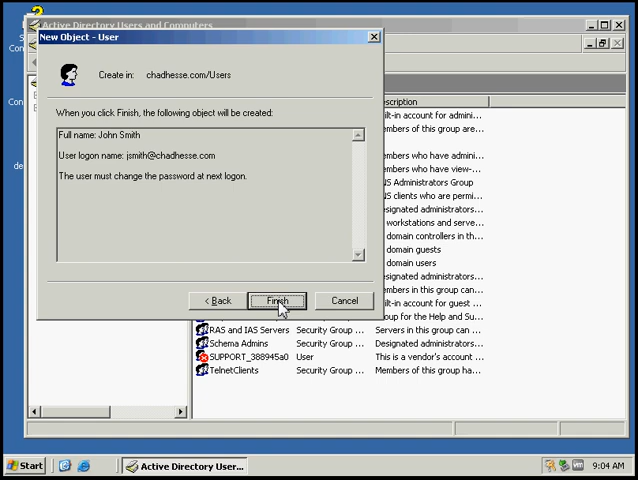 Active Directory Users and Computers
New Object - User
Create in: chadhesse.com/Users
When you click Finish, the following object will be created:
Full name: John Smith
User logon name: jsmith@chadhesse.com
The user must change the password at next logon.
< Back
Finish
Cancel
escription
ilt-in account for admini...
embers of this group are...
embers who have admini...
embers who have view-...
NS Administrators Group
NS clients who are permi...
esignated administrators...
workstations and serve...
domain controllers in th...
domain guests
domain users
esignated administrators...
embers in this group can...
ilt-in account for guest ...
roup for the Help and Su...
RAS and IAS Servers Security Group ... Servers in this group can...
Schema Admins Security Group ... Designated administrators...
SUPPORT_388945a0 User This is a vendor's account ...
TelnetClients Security Group ... Members of this group ha...
Start
Active Directory User...
9:04 AM